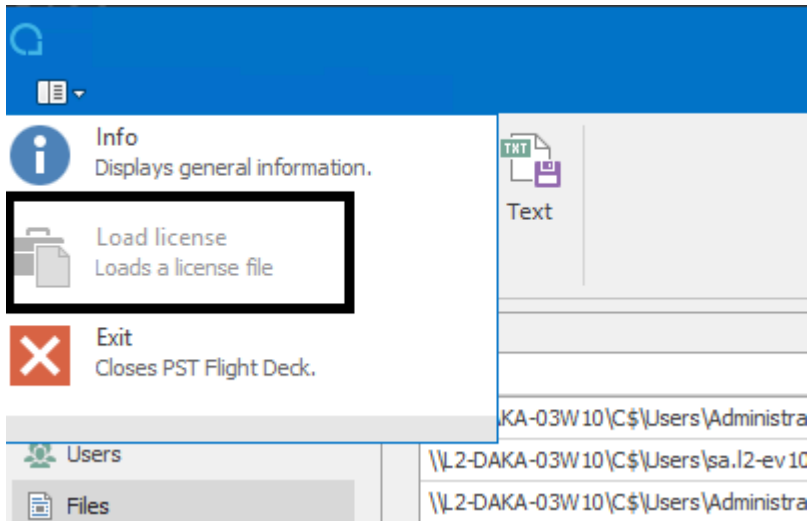 Info
Displays general information.
TXT
Text
Load license
Loads a license file
Exit
Closes PST Flight Deck.
KA-03W10\C$\Users\Administra
Users
\\L2-DAKA-03W10\C$\Users\sa.l2-ev10
Files
\\L2-DAKA-03W10\C$\Users\Administra